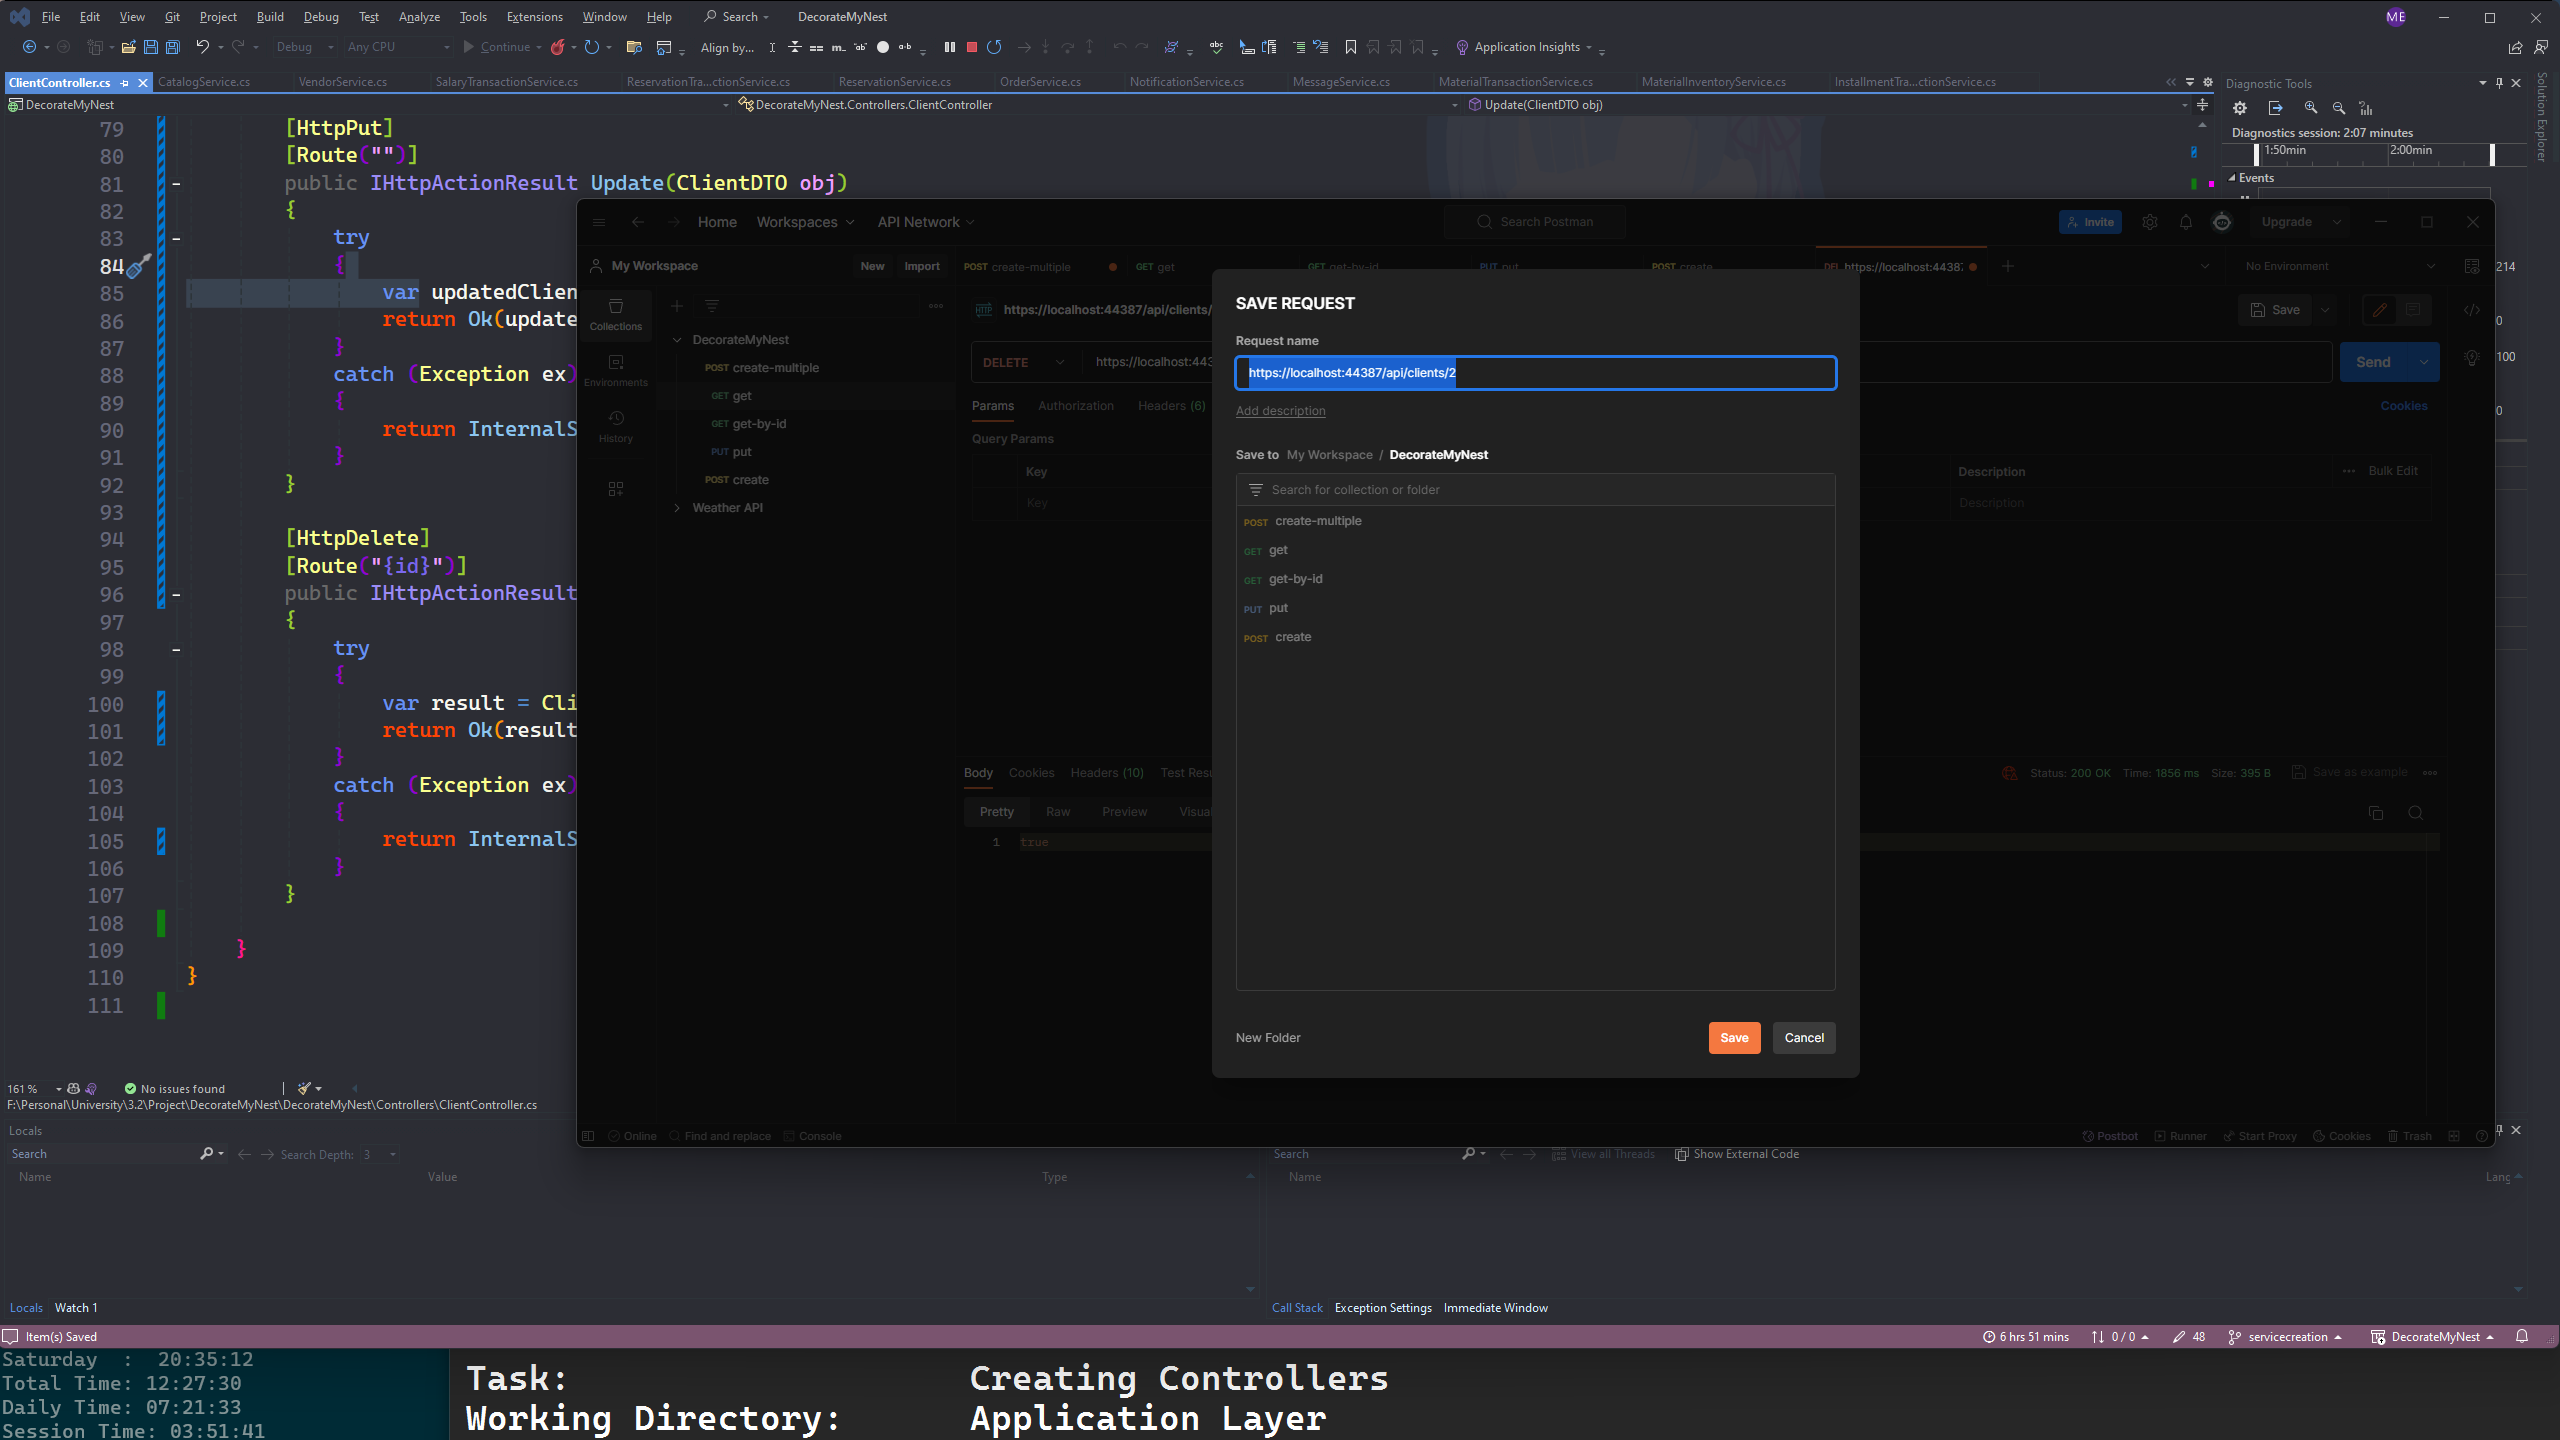 File Edit View Git Project Build Debug Test Analyze Tools Extensions Window Help Search DecorateMyNest ME
Debug Any CPU Continue Align by... Application Insights
ClientController.cs CatalogService.cs VendorService.cs SalaryTransactionService.cs ReservationTra...ctionService.cs ReservationService.cs OrderService.cs NotificationService.cs MessageService.cs MaterialTransactionService.cs MaterialInventoryService.cs InstallmentTra...ctionService.cs
DecorateMyNest DecorateMyNest.Controllers.ClientController Update(ClientDTO obj)
Diagnostic Tools
Solution Explorer
Diagnostics session: 2:07 minutes
1:50min 2:00min
Events
214
0
100
0
79 [HttpPut]
80 [Route("")]
81 public IHttpActionResult Update(ClientDTO obj)
82 {
83 try
84 {
85 var updatedClien
86 return Ok(update
87 }
88 catch (Exception ex)
89 {
90 return InternalS
91 }
92 }
93
94 [HttpDelete]
95 [Route("{id}")]
96 public IHttpActionResult
97 {
98 try
99 {
100 var result = Cli
101 return Ok(result
102 }
103 catch (Exception ex)
104 {
105 return InternalS
106 }
107 }
108
109 }
110 }
111
Home Workspaces API Network Search Postman Invite Upgrade
My Workspace New Import POST create-multiple GET get GET get-by-id PUT put POST create DEL https://localhost:4438 No Environment
Collections
Environments
History
DecorateMyNest
POST create-multiple
GET get
GET get-by-id
PUT put
POST create
Weather API
HTTP https://localhost:44387/api/clients/ Save
DELETE https://localhost:443 Send
Params Authorization Headers (6) Cookies
Query Params
Key Description Bulk Edit
Key Description
SAVE REQUEST
Request name
https://localhost:44387/api/clients/2
Add description
Save to My Workspace / DecorateMyNest
Search for collection or folder
POST create-multiple
GET get
GET get-by-id
PUT put
POST create
New Folder Save Cancel
Body Cookies Headers (10) Test Resu Status: 200 OK Time: 1856 ms Size: 395 B Save as example
Pretty Raw Preview Visual
1 true
Online Find and replace Console Postbot Runner Start Proxy Cookies Trash
161 % No issues found
F:\Personal\University\3.2\Project\DecorateMyNest\DecorateMyNest\Controllers\ClientController.cs
Locals
Search Search Depth: 3
Name Value Type
Search View all Threads Show External Code
Name Lang
Locals Watch 1
Call Stack Exception Settings Immediate Window
Item(s) Saved 6 hrs 51 mins 0 / 0 48 servicecreation DecorateMyNest
Saturday : 20:35:12
Total Time: 12:27:30
Daily Time: 07:21:33
Session Time: 03:51:41
Task: Creating Controllers
Working Directory: Application Layer